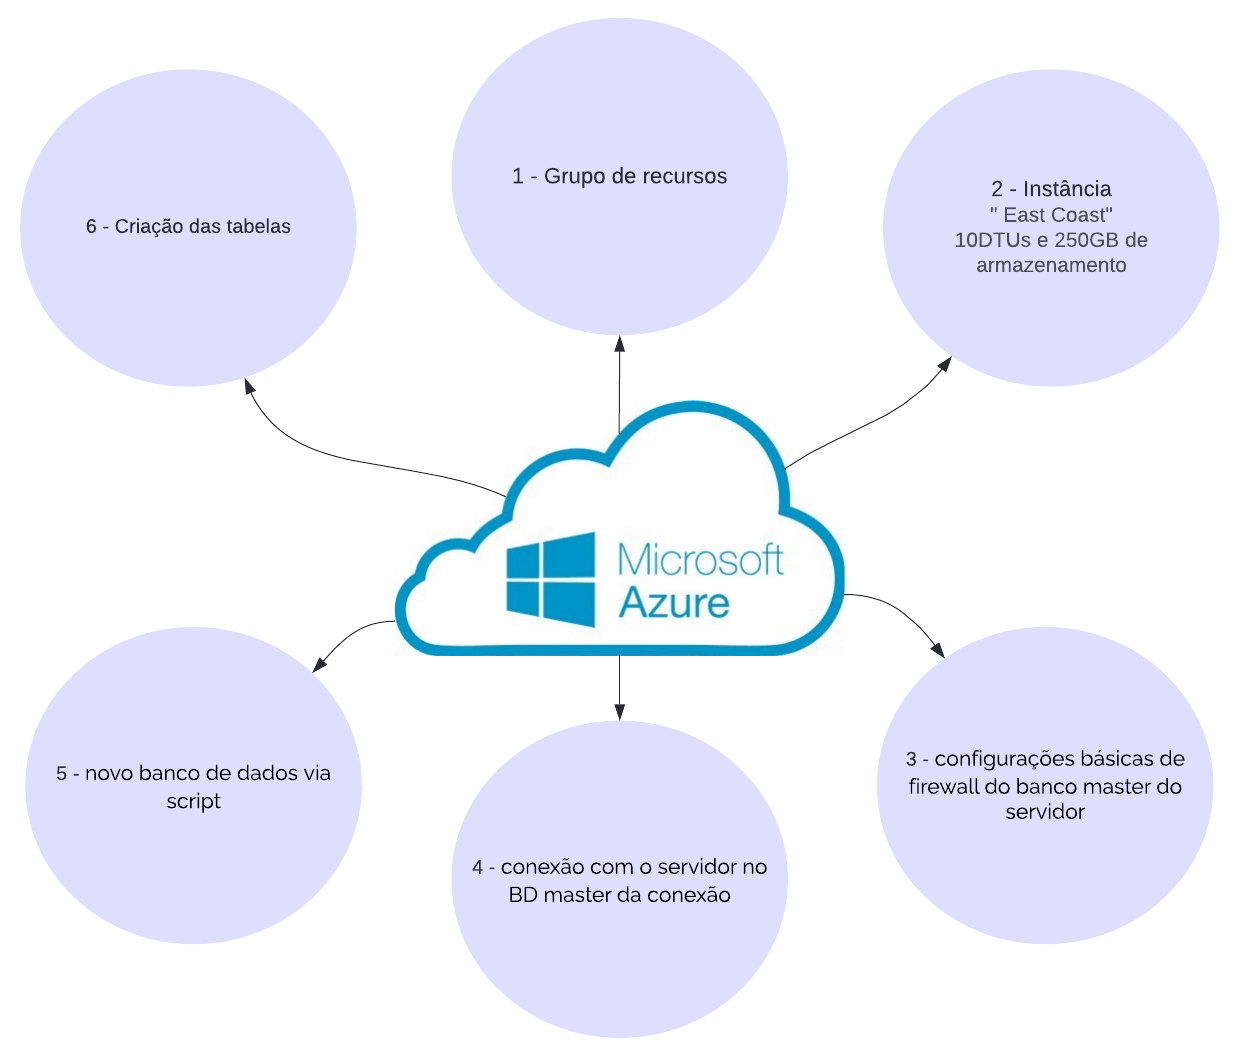 1 - Grupo de recursos
2 - Instância
" East Coast"
10DTUs e 250GB de
armazenamento
3 - configurações básicas de
firewall do banco master do
servidor
4 - conexão com o servidor no
BD master da conexão
5 - novo banco de dados via
script
6 - Criação das tabelas
Microsoft
Azure